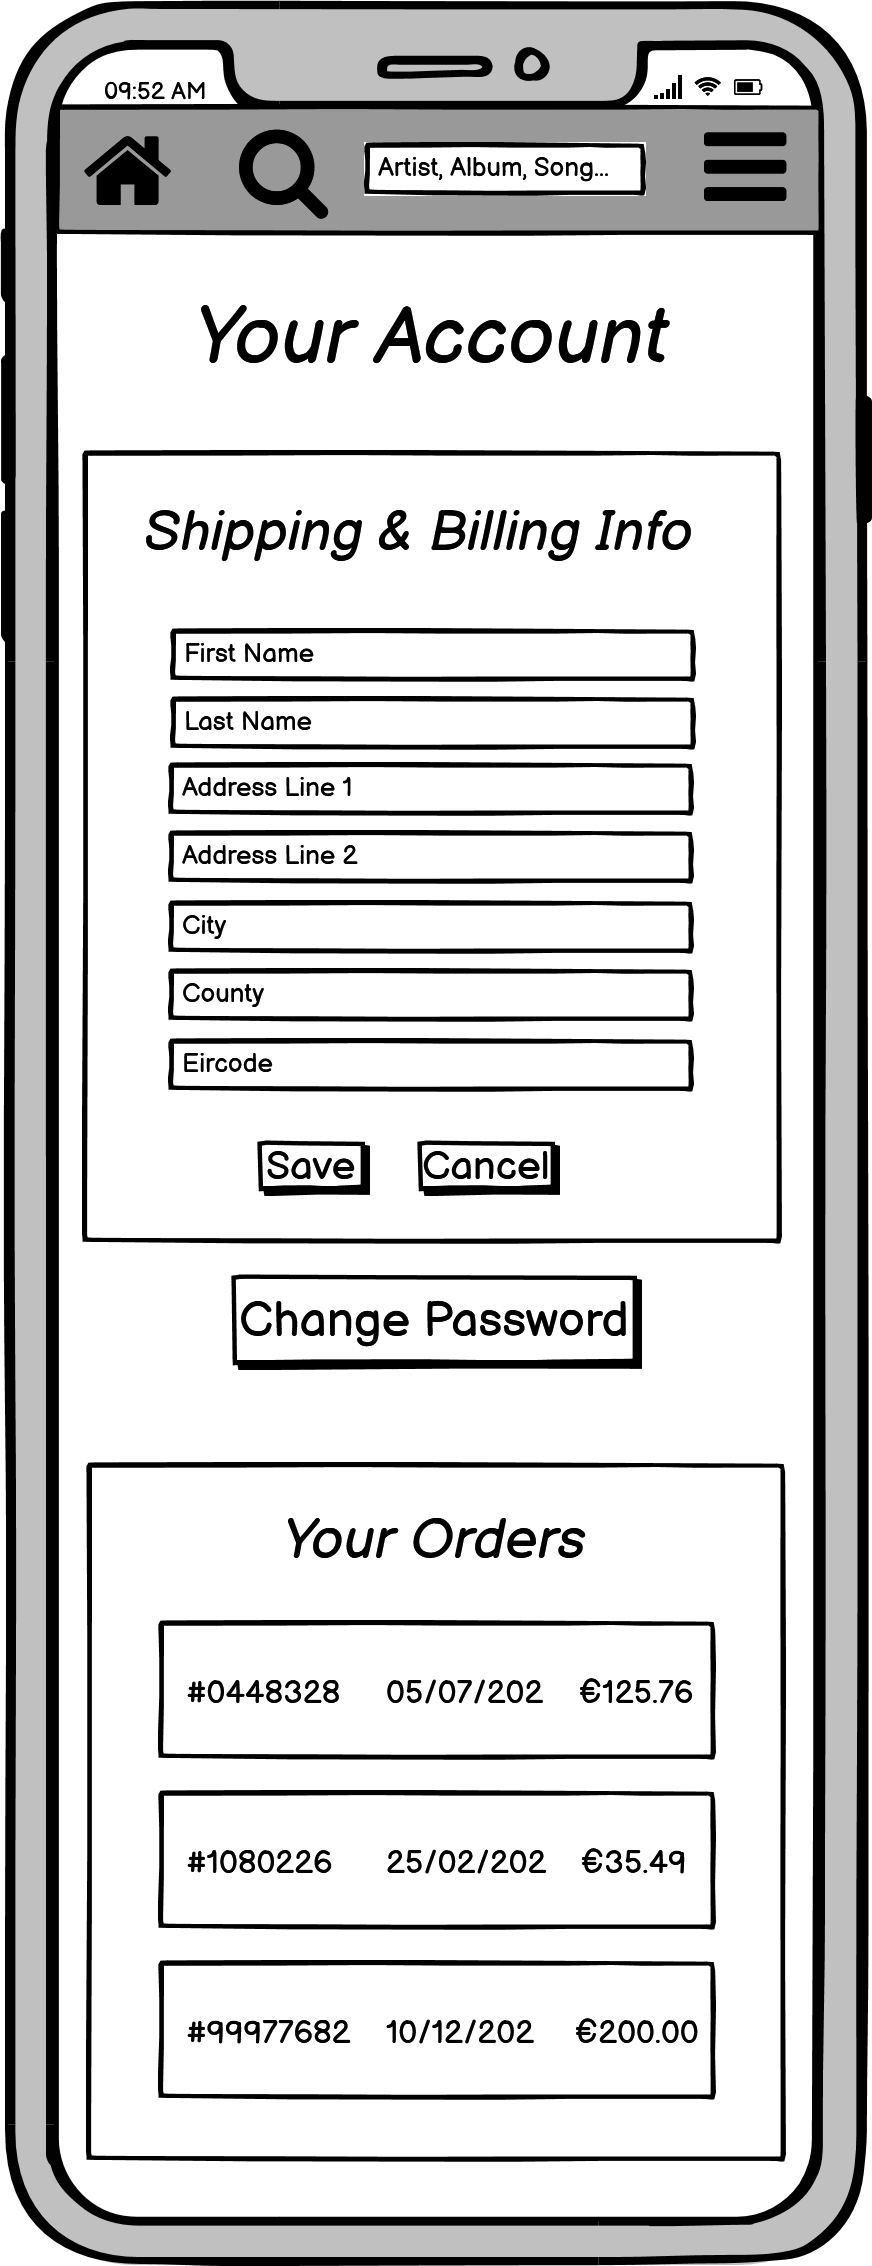 09:52 AM
Artist, Album, Song...
Your Account
Shipping & Billing Info
First Name
Last Name
Address Line 1
Address Line 2
City
County
Eircode
Save Cancel
Change Password
Your Orders
#0448328 05/07/202 €125.76
#1080226 25/02/202 €35.49
#99977682 10/12/202 €200.00